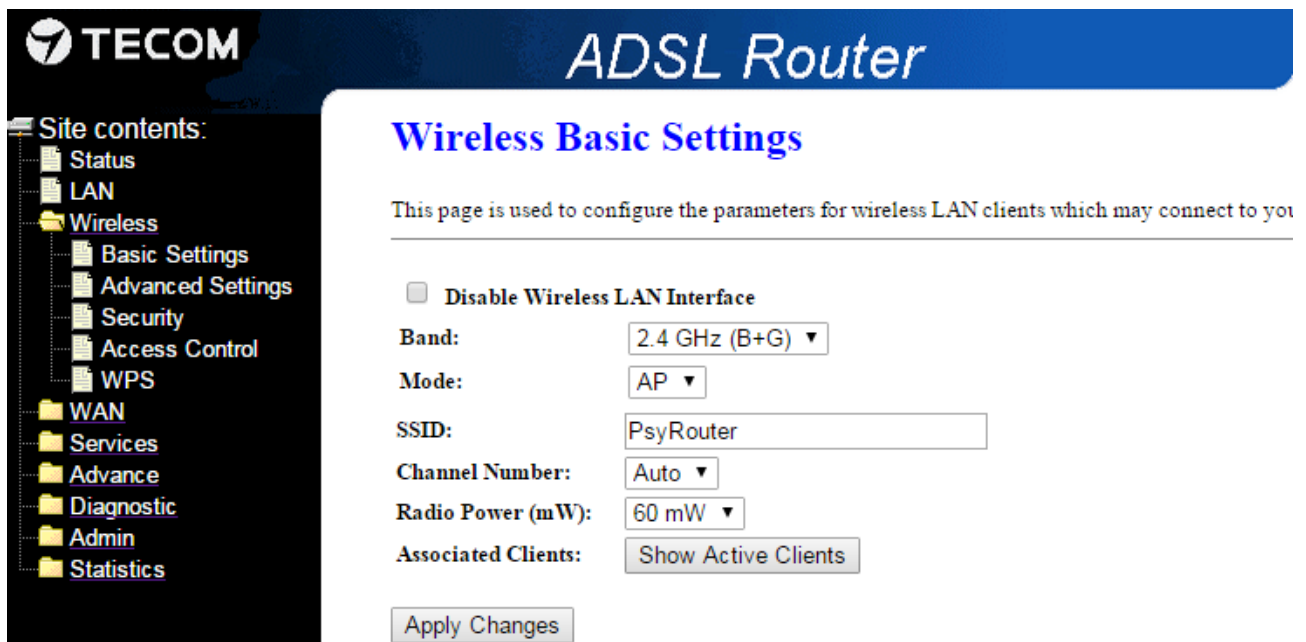 TECOM
ADSL Router
Site contents:
Status
LAN
Wireless
Basic Settings
Advanced Settings
Security
Access Control
WPS
WAN
Services
Advance
Diagnostic
Admin
Statistics
Wireless Basic Settings
This page is used to configure the parameters for wireless LAN clients which may connect to you
Disable Wireless LAN Interface
Band: 2.4 GHz (B+G)
Mode: AP
SSID: PsyRouter
Channel Number: Auto
Radio Power (mW): 60 mW
Associated Clients: Show Active Clients
Apply Changes